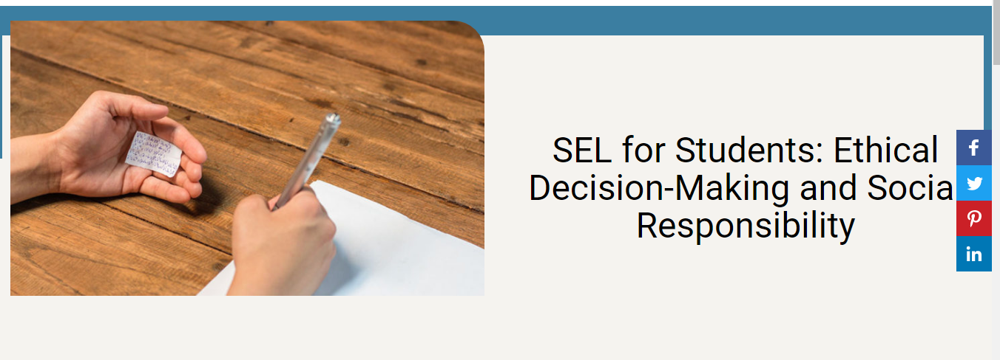 SEL for Students: Ethical
Decision-Making and Socia
Responsibility